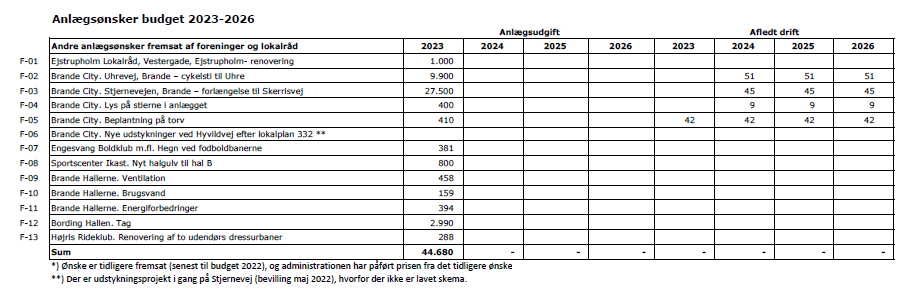 Anlægsønsker budget 2023-2026
Anlægsudgift Afledt drift
Andre anlægsønsker fremsat af foreninger og lokalråd 2023 2024 2025 2026 2023 2024 2025 2026
F-01 Ejstrupholm Lokalråd, Vestergade, Ejstrupholm- renovering 1.000
F-02 Brande City. Uhrevej, Brande – cykelsti til Uhre 9.900 51 51 51
F-03 Brande City. Stjernevejen, Brande – forlængelse til Skerrisvej 27.500 45 45 45
F-04 Brande City. Lys på stierne i anlægget 400 9 9 9
F-05 Brande City. Beplantning på torv 410 42 42 42 42
F-06 Brande City. Nye udstykninger ved Hyvildvej efter lokalplan 332 **
F-07 Engesvang Boldklub m.fl. Hegn ved fodboldbanerne 381
F-08 Sportscenter Ikast. Nyt halgulv til hal B 800
F-09 Brande Hallerne. Ventilation 458
F-10 Brande Hallerne. Brugsvand 159
F-11 Brande Hallerne. Energiforbedringer 394
F-12 Bording Hallen. Tag 2.990
F-13 Højris Rideklub. Renovering af to udendørs dressurbaner 288
Sum 44.680 - - - - - - -
*) Ønske er tidligere fremsat (senest til budget 2022), og administrationen har påført prisen fra det tidligere ønske
**) Der er udstykningsprojekt i gang på Stjernevej (bevilling maj 2022), hvorfor der ikke er lavet skema.